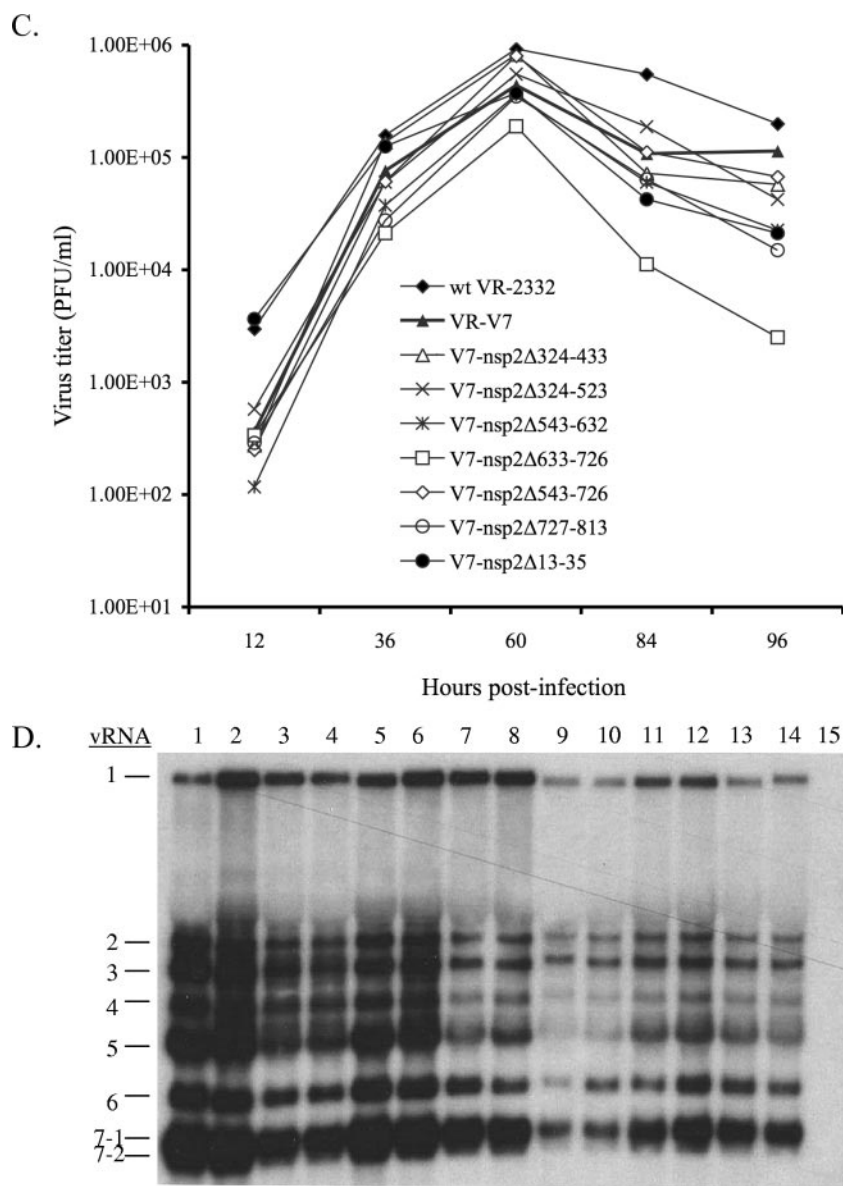 C.
1.00E+06
1.00E+05
1.00E+04
1.00E+03
1.00E+02
1.00E+01
Virus titer (PFU/ml)
wt VR-2332
VR-V7
V7-nsp2Δ324-433
V7-nsp2Δ324-523
V7-nsp2Δ543-632
V7-nsp2Δ633-726
V7-nsp2Δ543-726
V7-nsp2Δ727-813
V7-nsp2Δ13-35
12 36 60 84 96
Hours post-infection
D.
vRNA 1 2 3 4 5 6 7 8 9 10 11 12 13 14 15
1
2
3
4
5
6
7-1
7-2